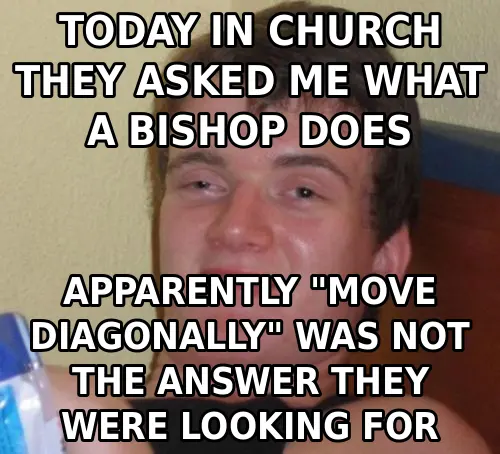 TODAY IN CHURCH
THEY ASKED ME WHAT
A BISHOP DOES
APPARENTLY "MOVE
DIAGONALLY" WAS NOT
THE ANSWER THEY
WERE LOOKING FOR